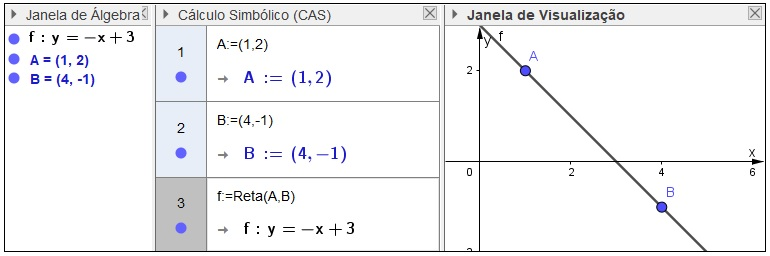 Janela de Álgebra
f : y = −x + 3
A = (1, 2)
B = (4, -1)
Cálculo Simbólico (CAS)
1
A:=(1,2)
→ A := (1, 2)
2
B:=(4,-1)
→ B := (4, −1)
3
f:=Reta(A,B)
→ f : y = −x + 3
Janela de Visualização
y f
A
2
x
0 2 4 6
B